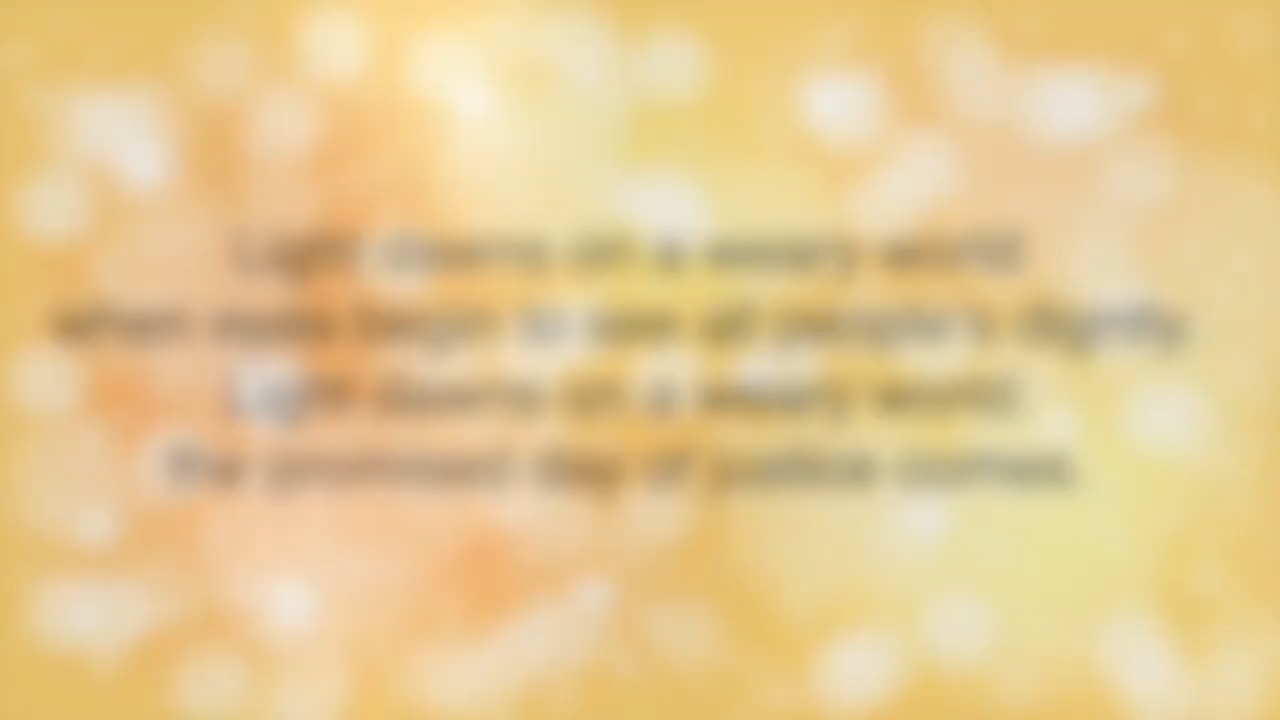 Light dawns on a weary world
when eyes begin to see all people's dignity
Light dawns on a weary world
the promised day of justice comes